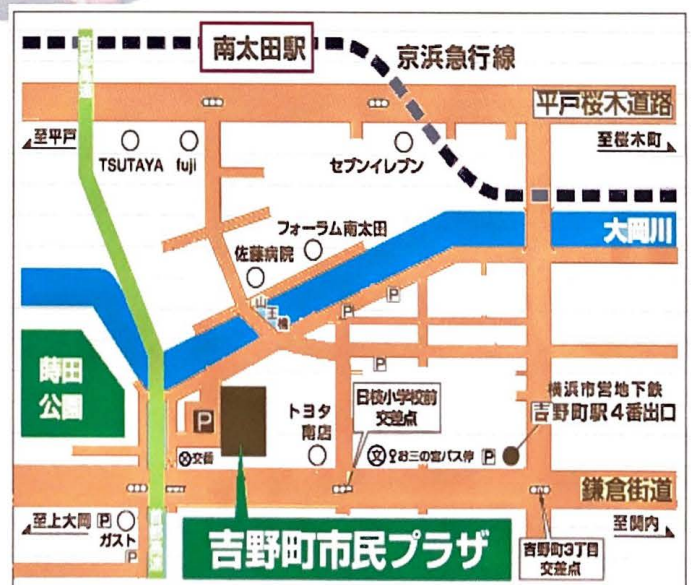 南太田駅
京浜急行線
平戸桜木道路
至平戸
至桜木町
TSUTAYA
fuji
セブンイレブン
フォーラム南太田
大岡川
佐藤病院
山王橋
P
P
P
蒔田
公園
横浜市営地下鉄
吉野町駅4番出口
日枝小学校前
交差点
トヨタ
南店
P
交番
文
お三の宮バス停
P
鎌倉街道
至上大岡
P
ガスト
P
吉野町市民プラザ
吉野町3丁目
交差点
至関内